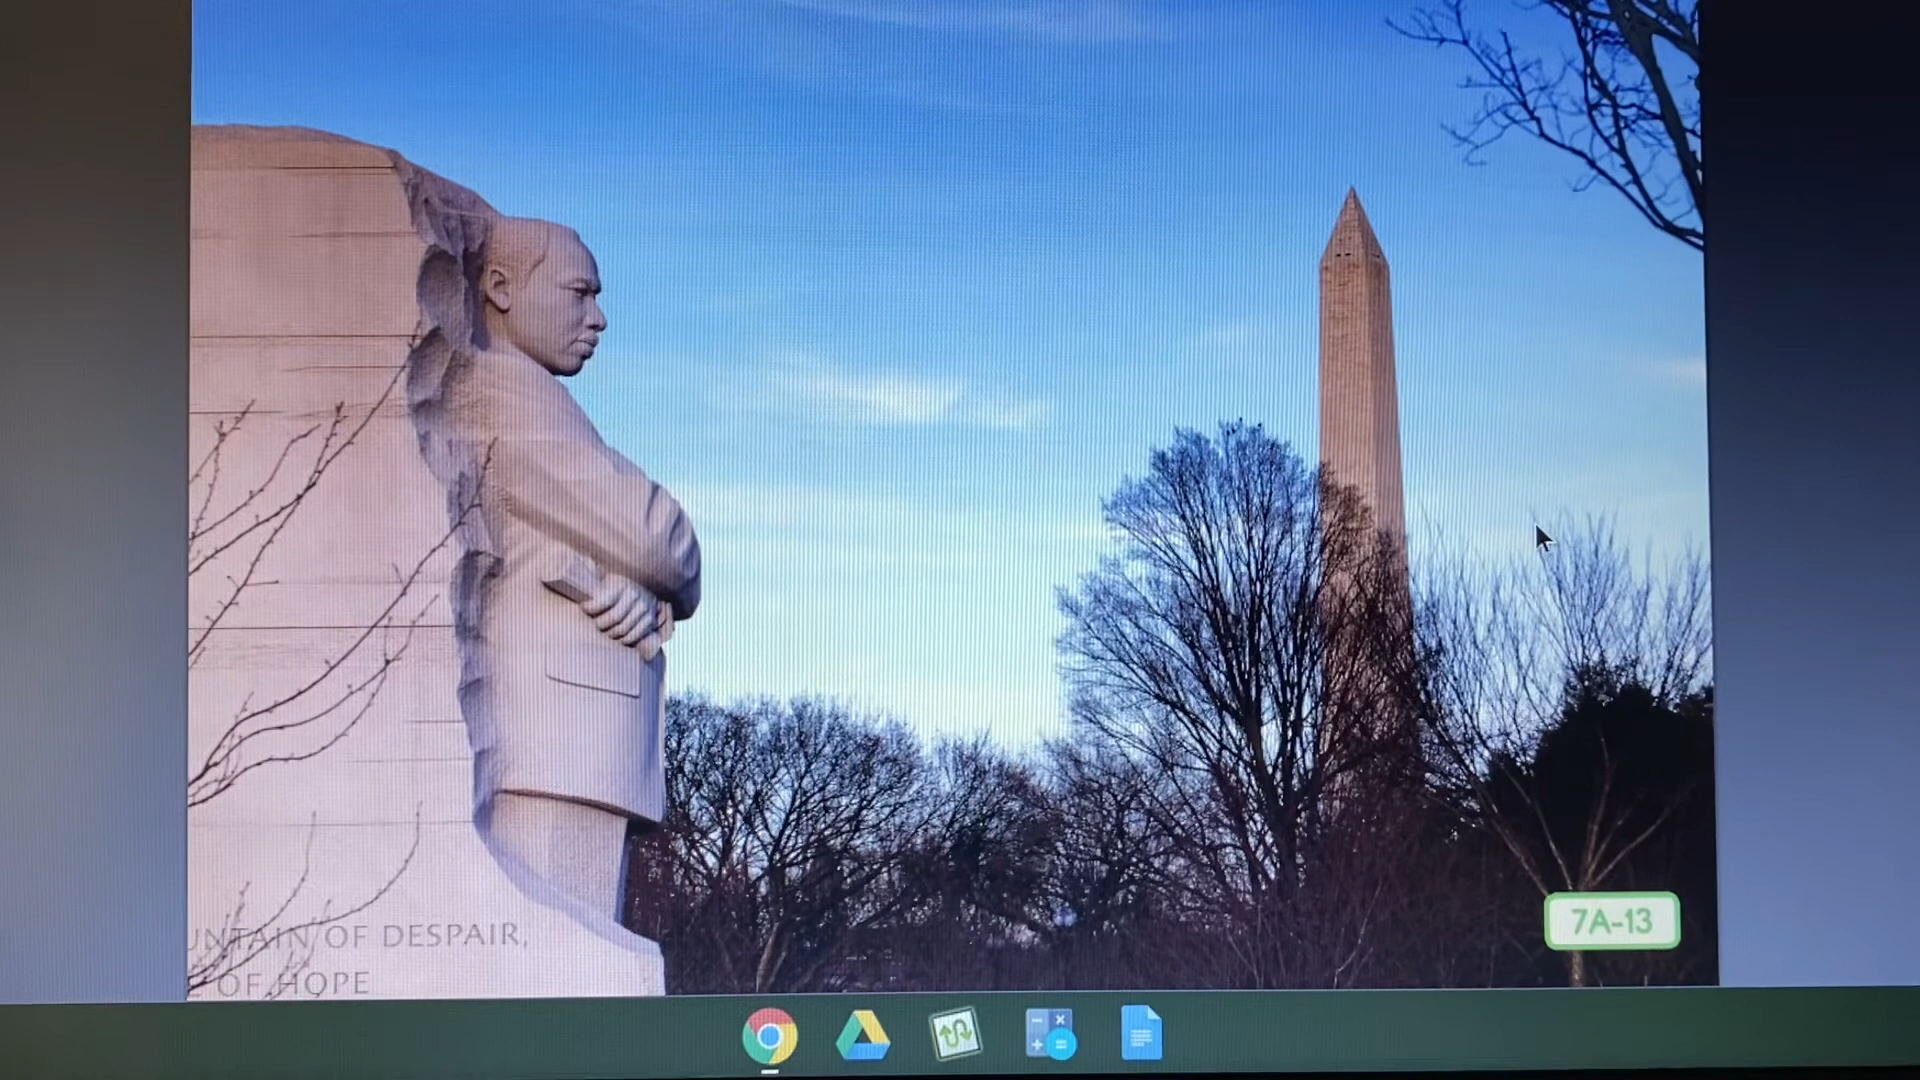 UNTAIN OF DESPAIR,
OF HOPE
7A-13